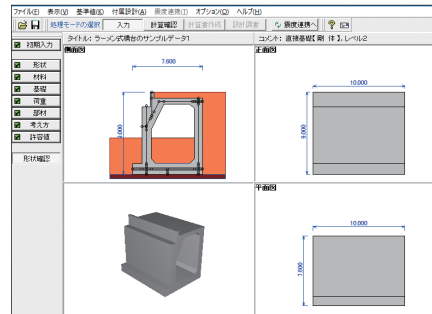 ファイル(F) 表示(V) 基準値(K) 付属設計(A) 震度連携(T) オプション(O) ヘルプ(H)
処理モードの選択 入力 計算確認 計算書作成 設計調書 震度連携へ
タイトル: ラーメン式橋台のサンプルデータ1 コメント: 直接基礎【剛 体】、レベル2
初期入力
形状
材料
基礎
荷重
部材
考え方
許容値
形状確認
側面図
7.600
9.000
正面図
10.000
9.000
平面図
10.000
7.600